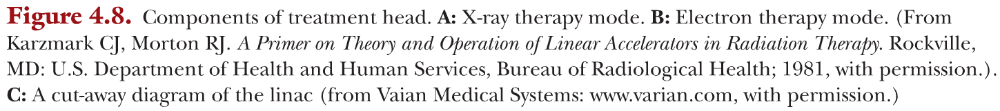 Figure 4.8. Components of treatment head. A: X-ray therapy mode. B: Electron therapy mode. (From
Karzmark CJ, Morton RJ. A Primer on Theory and Operation of Linear Accelerators in Radiation Therapy. Rockville,
MD: U.S. Department of Health and Human Services, Bureau of Radiological Health; 1981, with permission.).
C: A cut-away diagram of the linac (from Vaian Medical Systems: www.varian.com, with permission.)